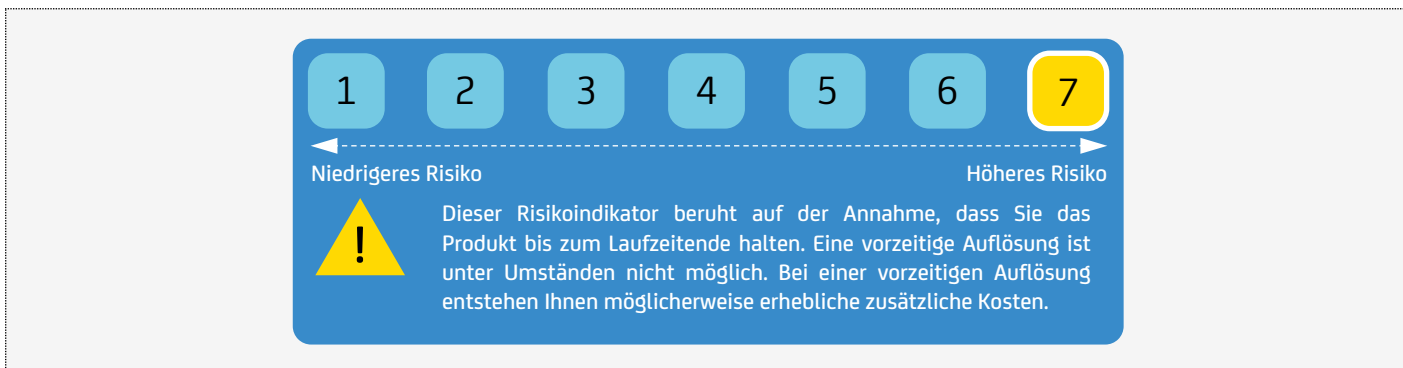 1 2 3 4 5 6 7
Niedrigeres Risiko Höheres Risiko
! Dieser Risikoindikator beruht auf der Annahme, dass Sie das
Produkt bis zum Laufzeitende halten. Eine vorzeitige Auflösung ist
unter Umständen nicht möglich. Bei einer vorzeitigen Auflösung
entstehen Ihnen möglicherweise erhebliche zusätzliche Kosten.